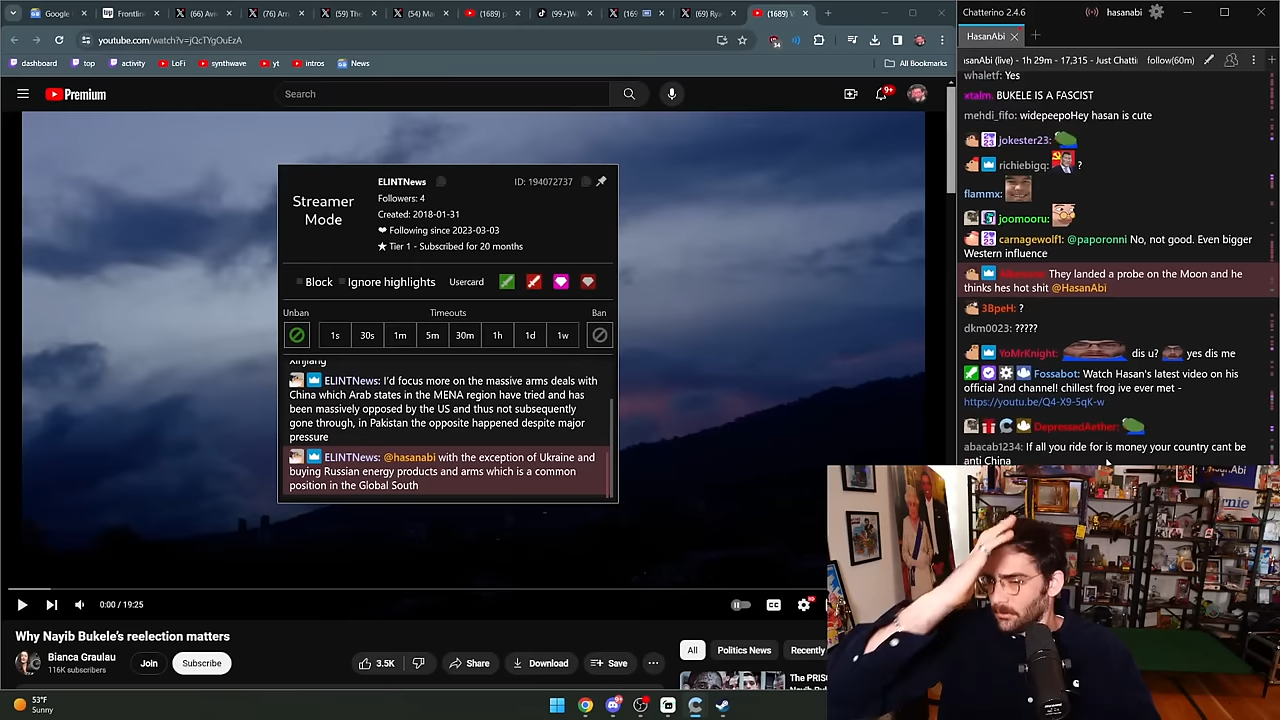 Google
Frontline
(66) Avi
(76) Arr
(59) The
(54) Ma
(1689) p
(99+)W
(169
(69) Rya
(1689) V
youtube.com/watch?v=jQcTYgOuEzA
dashboard
top
activity
LoFi
synthwave
yt
intros
News
All Bookmarks
Premium
Search
9+
Streamer
Mode
ELINTNews
ID: 194072737
Followers: 4
Created: 2018-01-31
❤ Following since 2023-03-03
★ Tier 1 - Subscribed for 20 months
Block
Ignore highlights
Usercard
Unban
Timeouts
Ban
1s
30s
1m
5m
30m
1h
1d
1w
Xinjiang
ELINTNews: I'd focus more on the massive arms deals with
China which Arab states in the MENA region have tried and has
been massively opposed by the US and thus not subsequently
gone through, in Pakistan the opposite happened despite major
pressure
ELINTNews: @hasanabi with the exception of Ukraine and
buying Russian energy products and arms which is a common
position in the Global South
0:00 / 19:25
Why Nayib Bukele's reelection matters
Bianca Graulau
116K subscribers
Join
Subscribe
3.5K
Share
Download
Save
All
Politics News
Recently
The PRISO
53°F
Sunny
Chatterino 2.4.6
hasanabi
HasanAbi
sanAbi (live) - 1h 29m - 17,315 - Just Chatti
follow(60m)
whaletf: Yes
xtalm: BUKELE IS A FASCIST
mehdi_fifo: widepeepoHey hasan is cute
jokester23:
richiebigq: ?
flammx:
joomooru:
carnagewolf1: @paporonni No, not good. Even bigger
Western influence
They landed a probe on the Moon and he
thinks hes hot shit @HasanAbi
3BpeH: ?
dkm0023: ?????
YoMrKnight: dis u? yes dis me
Fossabot: Watch Hasan's latest video on his
official 2nd channel! chillest frog ive ever met -
https://youtu.be/Q4-X9-5qK-w
DepressedAether:
abacab1234: If all you ride for is money your country cant be
anti China